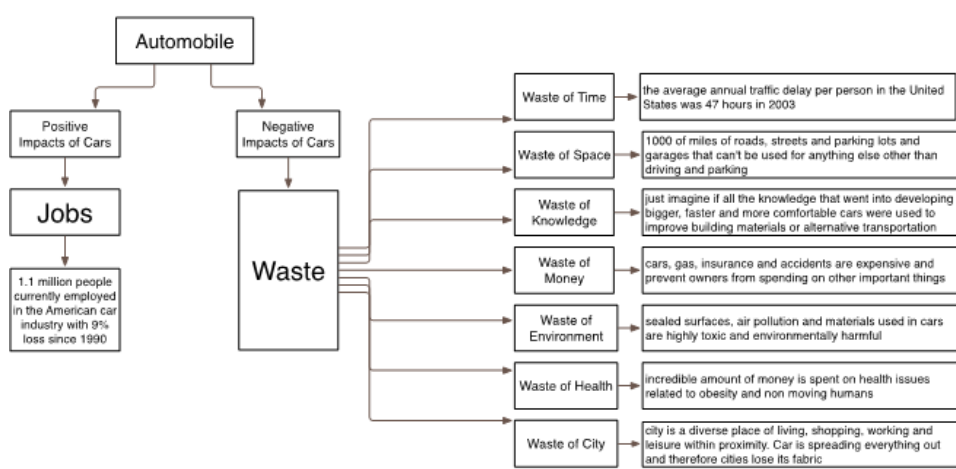 Automobile
Positive
Impacts of Cars
Negative
Impacts of Cars
Jobs
1.1 million people
currently employed
in the American car
industry with 9%
loss since 1990
Waste
Waste of Time
the average annual traffic delay per person in the United
States was 47 hours in 2003
Waste of Space
1000 of miles of roads, streets and parking lots and
garages that can't be used for anything else other than
driving and parking
Waste of
Knowledge
just imagine if all the knowledge that went into developing
bigger, faster and more comfortable cars were used to
improve building materials or alternative transportation
Waste of
Money
cars, gas, insurance and accidents are expensive and
prevent owners from spending on other important things
Waste of
Environment
sealed surfaces, air pollution and materials used in cars
are highly toxic and environmentally harmful
Waste of Health
incredible amount of money is spent on health issues
related to obesity and non moving humans
Waste of City
city is a diverse place of living, shopping, working and
leisure within proximity. Car is spreading everything out
and therefore cities lose its fabric